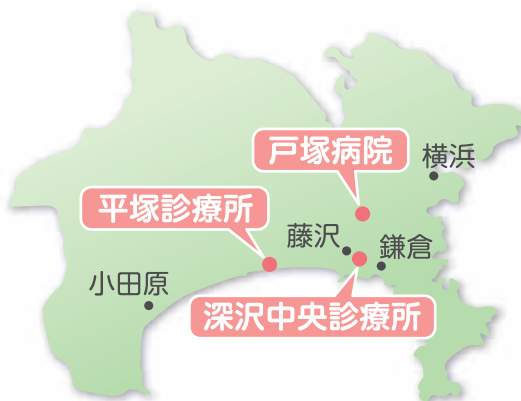 戸塚病院
横浜
平塚診療所
藤沢
鎌倉
小田原
深沢中央診療所